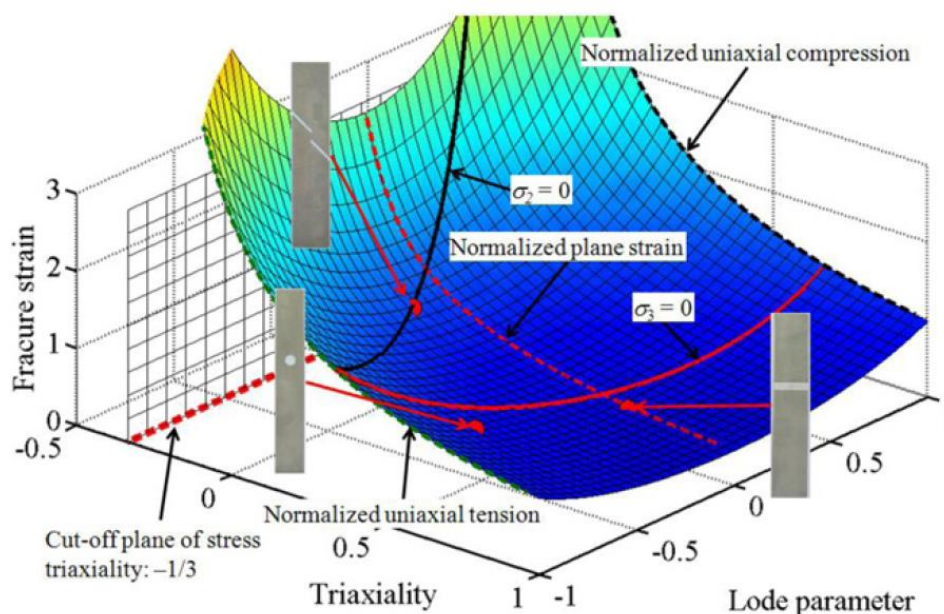 Normalized uniaxial
compression
3
σ2 = 0
2
Normalized plane strain
1
σ3 = 0
Fracure strain
0
-0.5
0
0.5
Normalized uniaxial tension
0
Cut-off plane of stress
triaxiality: –1/3
0.5
-0.5
Triaxiality
1
-1
Lode parameter